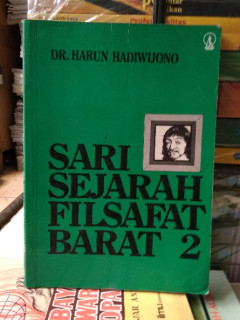 DR. HARUN HADIWIJONO
SARI
SEJARAH
FILSAFAT
BARAT 2